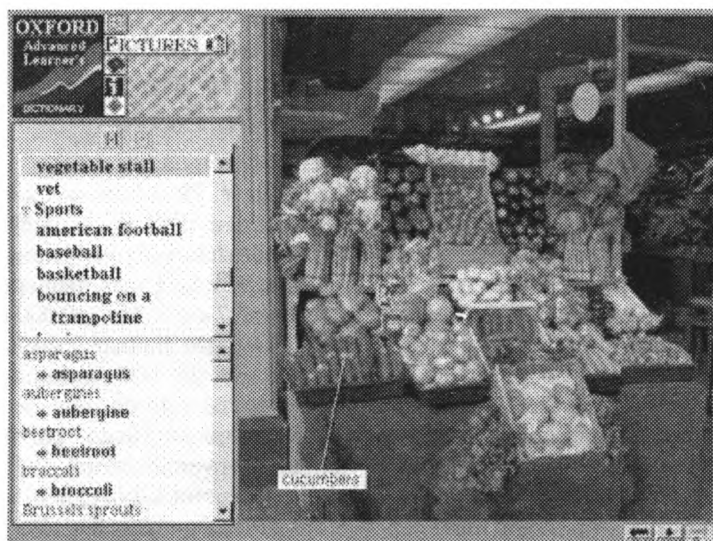 OXFORD
Advanced
Learner's
DICTIONARY
PICTURES
vegetable stall
vet
Sports
american football
baseball
basketball
bouncing on a
trampoline
asparagus
» asparagus
aubergines
» aubergine
beetroot
» beetroot
broccoli
» broccoli
Brussels sprouts
cucumbers